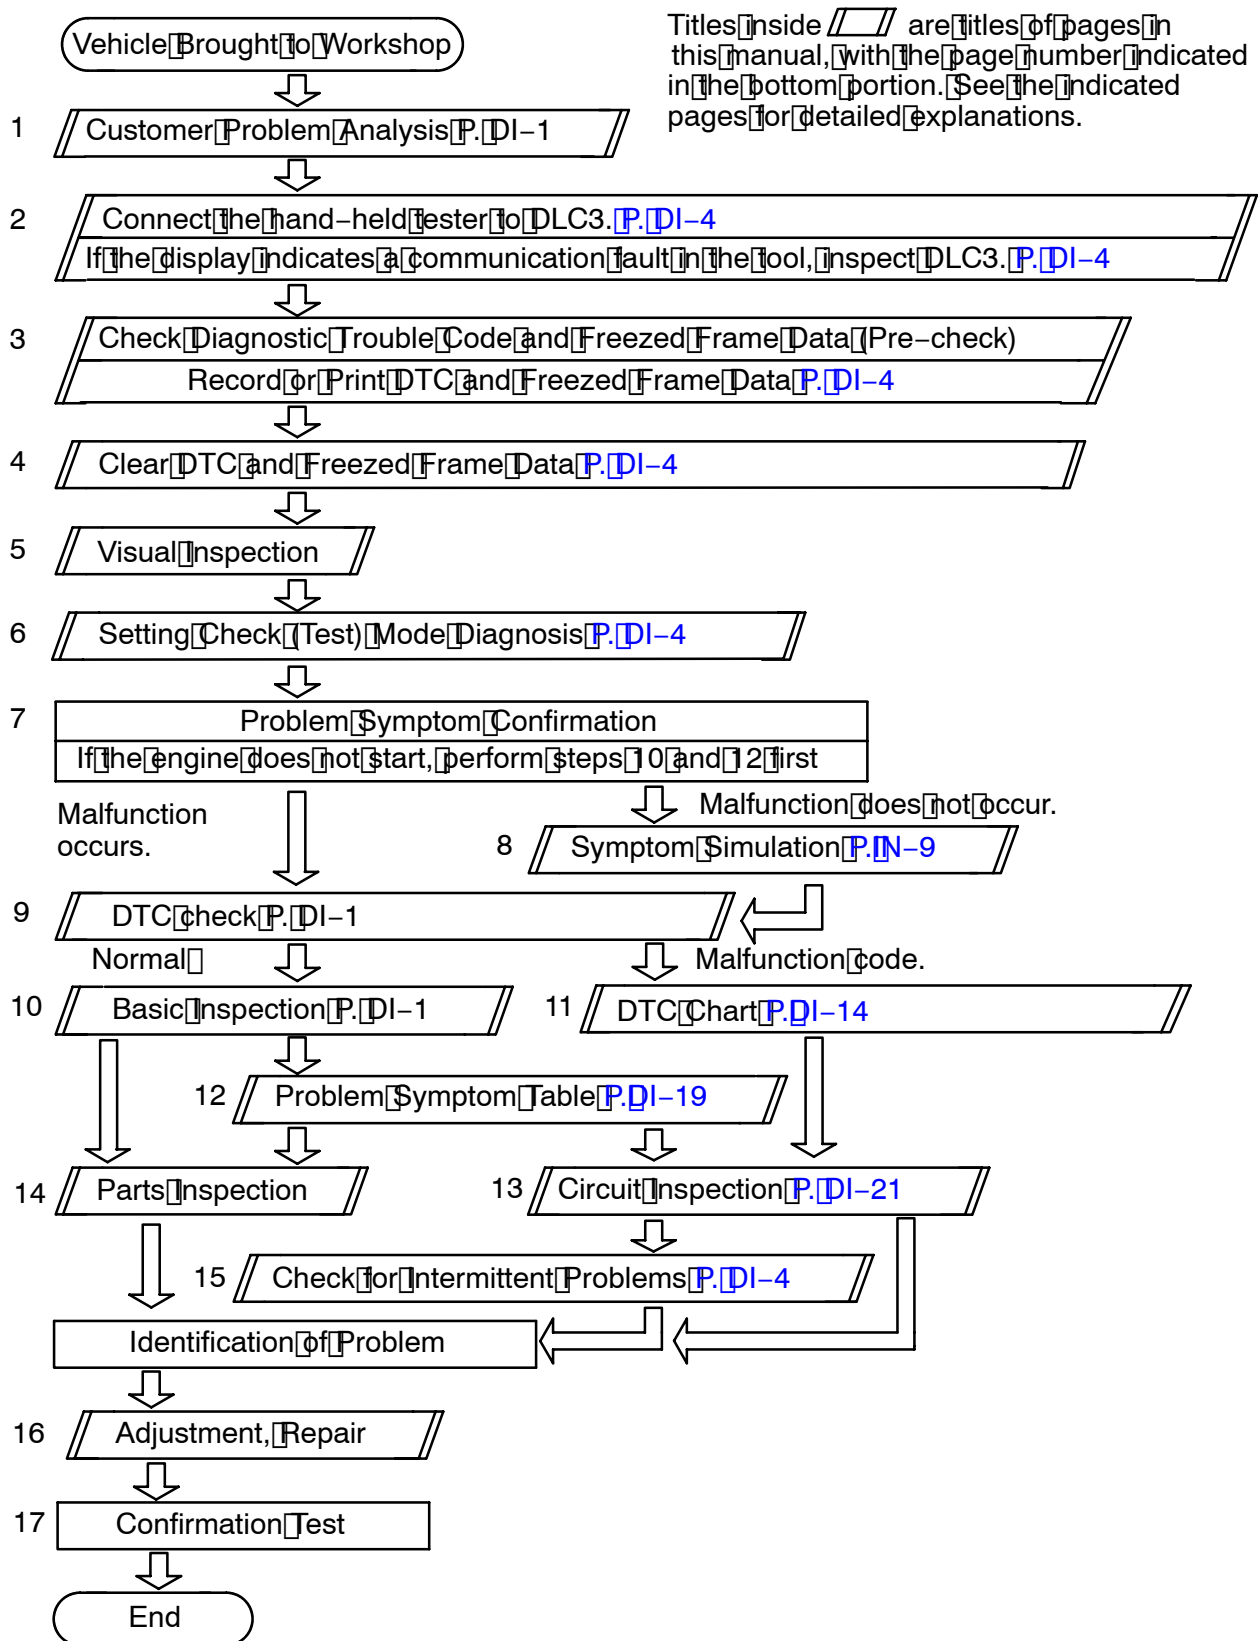 Vehicle Brought to Workshop
Titles inside are titles of pages in
this manual, with the page number indicated
in the bottom portion. See the indicated
pages for detailed explanations.
1
Customer Problem Analysis P. DI–1
2
Connect the hand–held tester to DLC3. P. DI–4
If the display indicates a communication fault in the tool, inspect DLC3. P. DI–4
3
Check Diagnostic Trouble Code and Freezed Frame Data (Pre–check)
Record or Print DTC and Freezed Frame Data P. DI–4
4
Clear DTC and Freezed Frame Data P. DI–4
5
Visual Inspection
6
Setting Check (Test) Mode Diagnosis P. DI–4
7
Problem Symptom Confirmation
If the engine does not start, perform steps 10 and 12 first
Malfunction
occurs.
Malfunction does not occur.
8
Symptom Simulation P.IN–9
9
DTC check P. DI–1
Normal
Malfunction code.
10
Basic Inspection P. DI–1
11
DTC Chart P.DI–14
12
Problem Symptom Table P.DI–19
14
Parts Inspection
13
Circuit Inspection P. DI–21
15
Check for Intermittent Problems P. DI–4
Identification of Problem
16
Adjustment, Repair
17
Confirmation Test
End